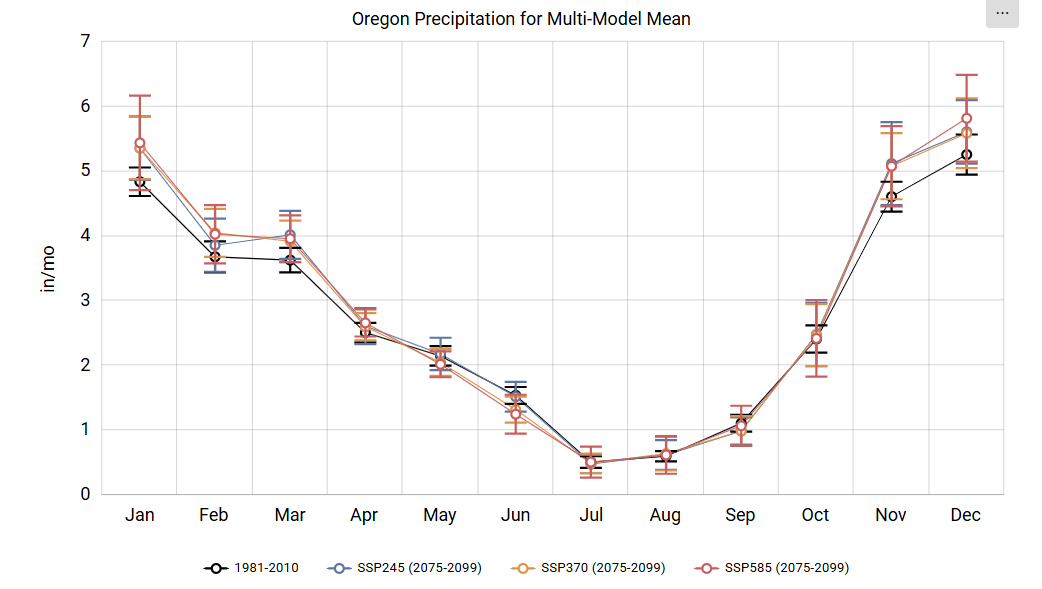 Oregon Precipitation for Multi-Model Mean
...
7
6
5
4
3
2
1
0
in/mo
Jan Feb Mar Apr May Jun Jul Aug Sep Oct Nov Dec
1981-2010 SSP245 (2075-2099) SSP370 (2075-2099) SSP585 (2075-2099)